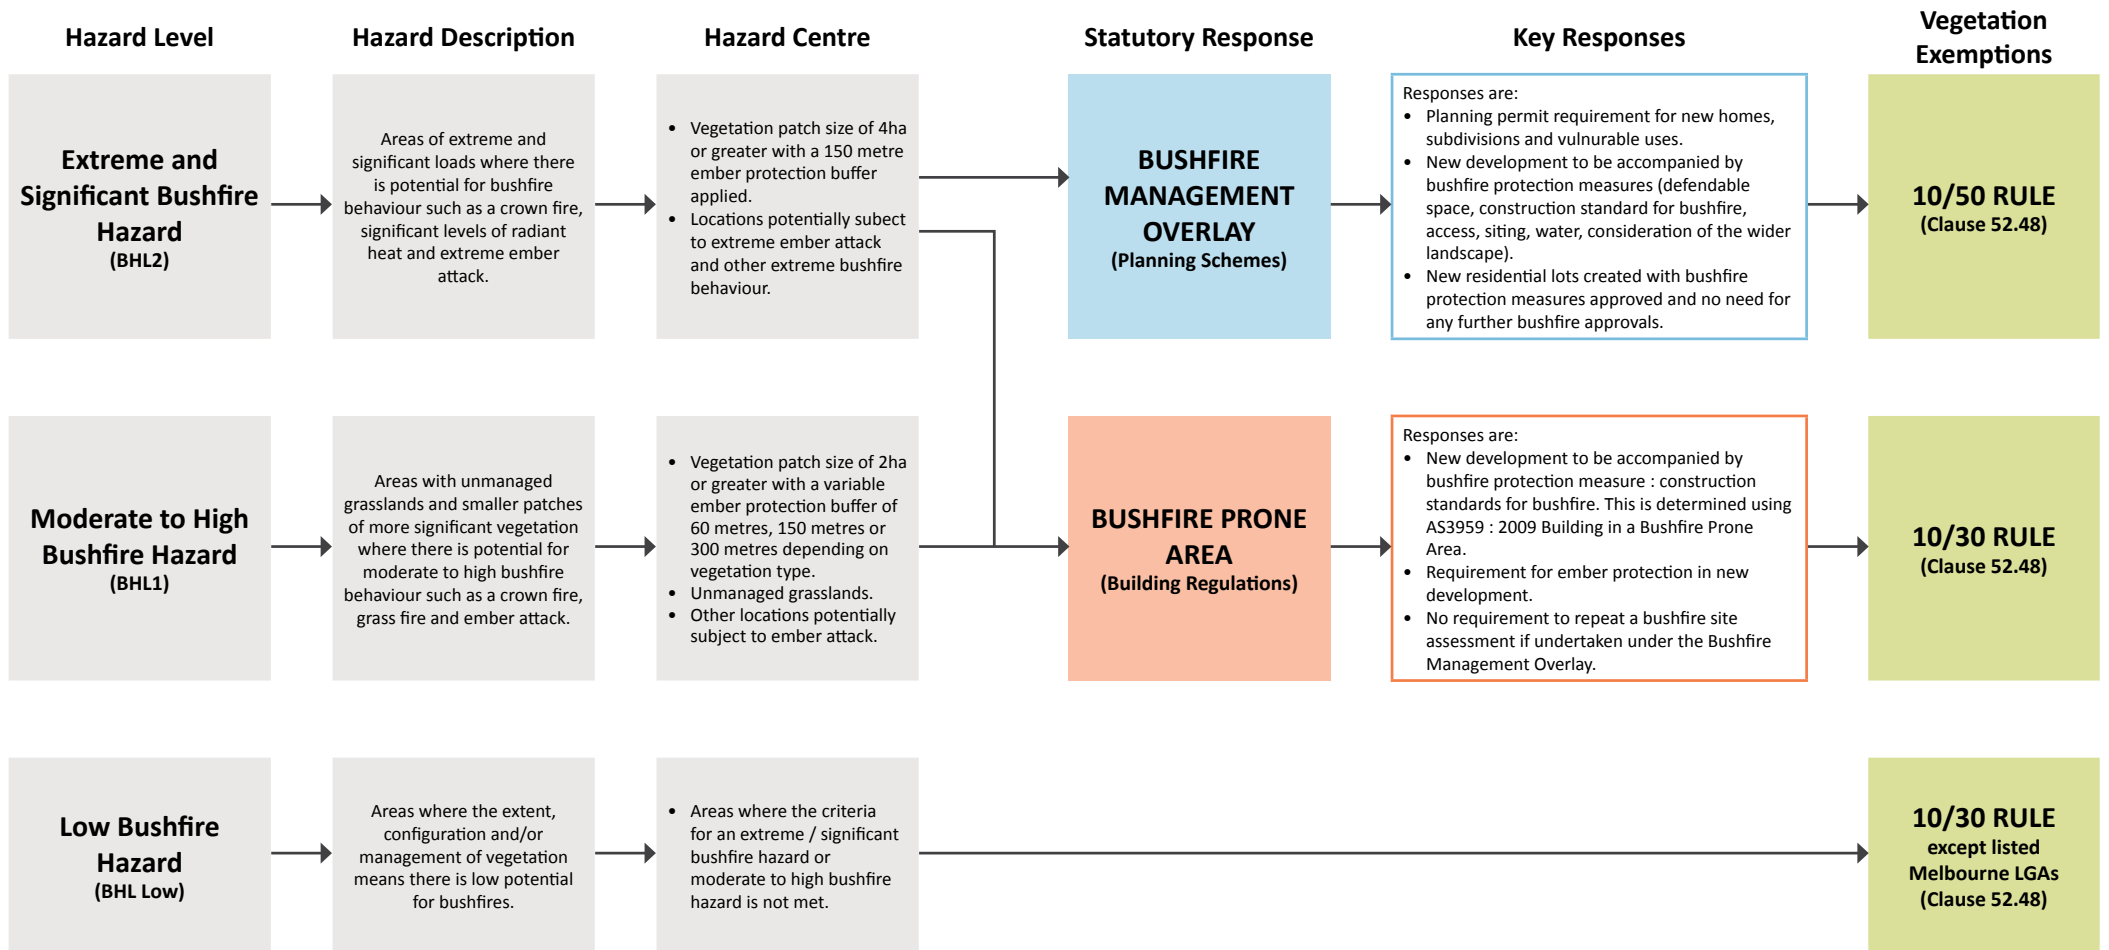 Hazard Level
Hazard Description
Hazard Centre
Statutory Response
Key Responses
Vegetation
Exemptions
Extreme and
Significant Bushfire
Hazard
(BHL2)
Areas of extreme and
significant loads where there
is potential for bushfire
behaviour such as a crown fire,
significant levels of radiant
heat and extreme ember
attack.
• Vegetation patch size of 4ha
or greater with a 150 metre
ember protection buffer
applied.
• Locations potentially subect
to extreme ember attack
and other extreme bushfire
behaviour.
BUSHFIRE
MANAGEMENT
OVERLAY
(Planning Schemes)
Responses are:
• Planning permit requirement for new homes,
subdivisions and vulnurable uses.
• New development to be accompanied by
bushfire protection measures (defendable
space, construction standard for bushfire,
access, siting, water, consideration of the wider
landscape).
• New residential lots created with bushfire
protection measures approved and no need for
any further bushfire approvals.
10/50 RULE
(Clause 52.48)
Moderate to High
Bushfire Hazard
(BHL1)
Areas with unmanaged
grasslands and smaller patches
of more significant vegetation
where there is potential for
moderate to high bushfire
behaviour such as a crown fire,
grass fire and ember attack.
• Vegetation patch size of 2ha
or greater with a variable
ember protection buffer of
60 metres, 150 metres or
300 metres depending on
vegetation type.
• Unmanaged grasslands.
• Other locations potentially
subject to ember attack.
BUSHFIRE PRONE
AREA
(Building Regulations)
Responses are:
• New development to be accompanied by
bushfire protection measure : construction
standards for bushfire. This is determined using
AS3959 : 2009 Building in a Bushfire Prone
Area.
• Requirement for ember protection in new
development.
• No requirement to repeat a bushfire site
assessment if undertaken under the Bushfire
Management Overlay.
10/30 RULE
(Clause 52.48)
Low Bushfire
Hazard
(BHL Low)
Areas where the extent,
configuration and/or
management of vegetation
means there is low potential
for bushfires.
• Areas where the criteria
for an extreme / significant
bushfire hazard or
moderate to high bushfire
hazard is not met.
10/30 RULE
except listed
Melbourne LGAs
(Clause 52.48)